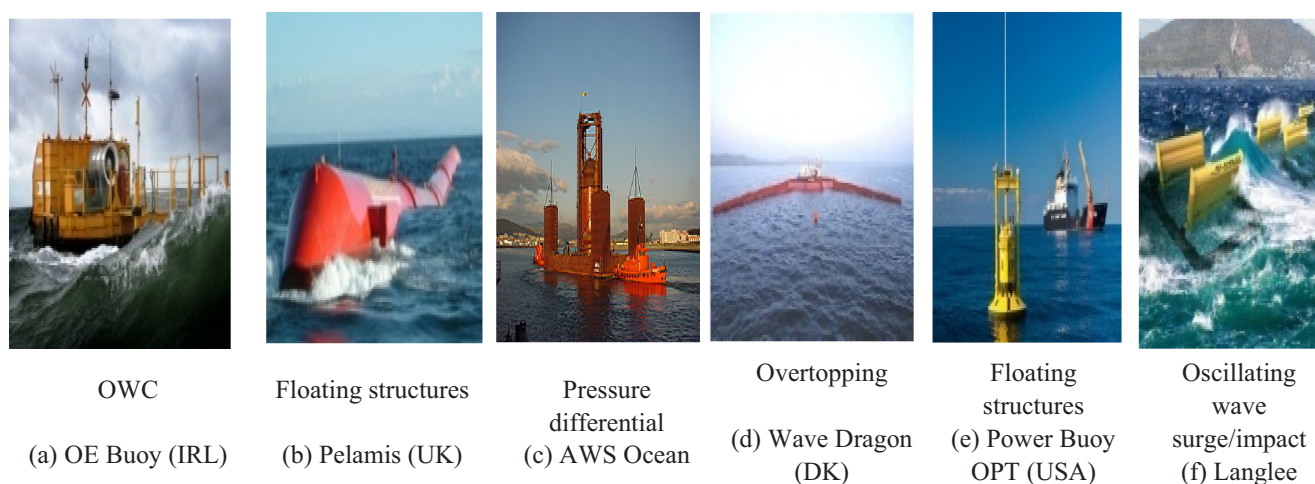 OWC
(a) OE Buoy (IRL)
Floating structures
(b) Pelamis (UK)
Pressure
differential
(c) AWS Ocean
Overtopping
(d) Wave Dragon
(DK)
Floating
structures
(e) Power Buoy
OPT (USA)
Oscillating
wave
surge/impact
(f) Langlee